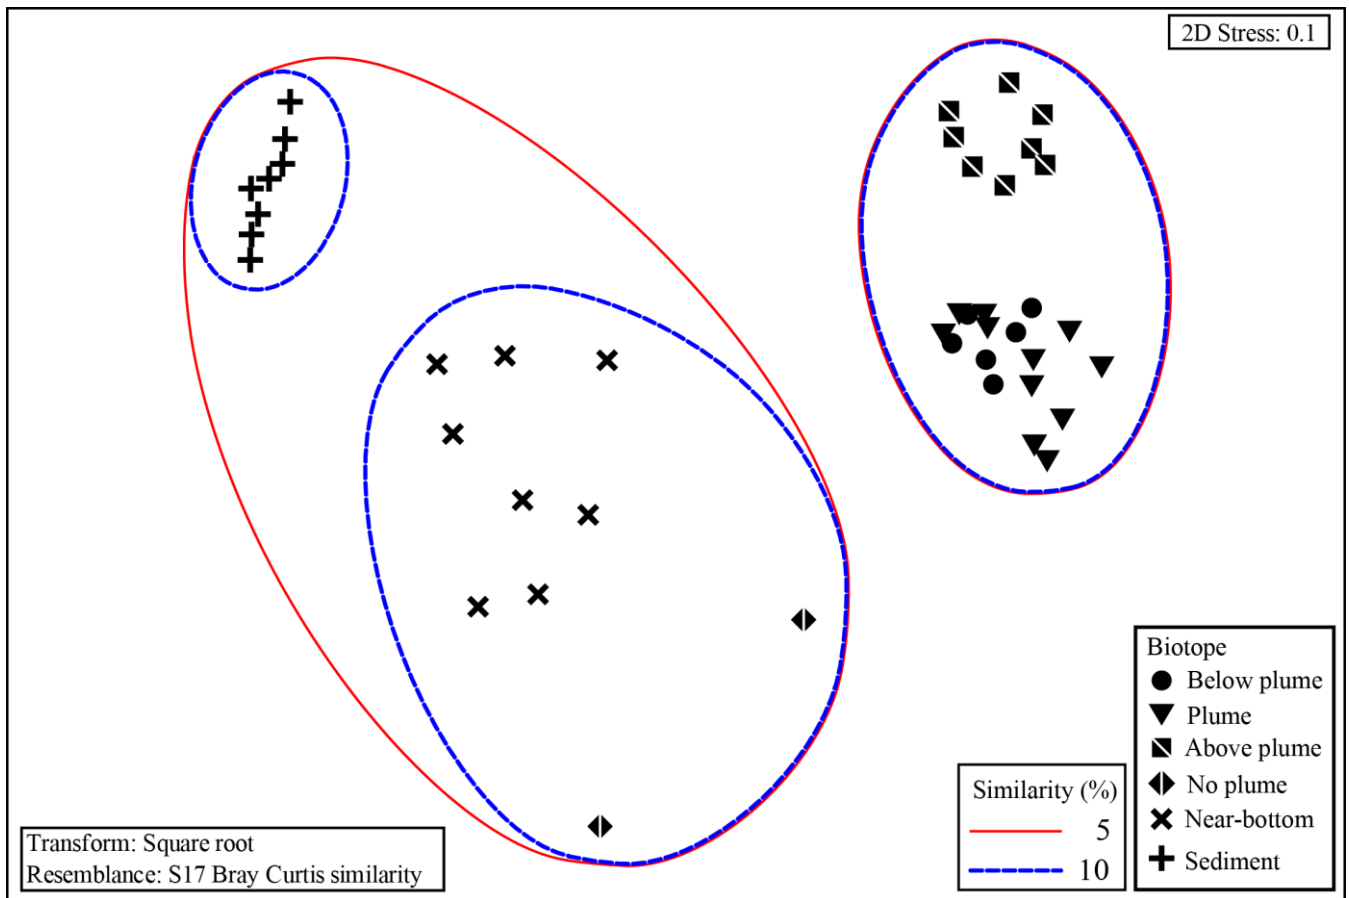 2D Stress: 0.1
Biotope
Below plume
Plume
Above plume
No plume
Near-bottom
Sediment
Similarity (%)
5
10
Transform: Square root
Resemblance: S17 Bray Curtis similarity